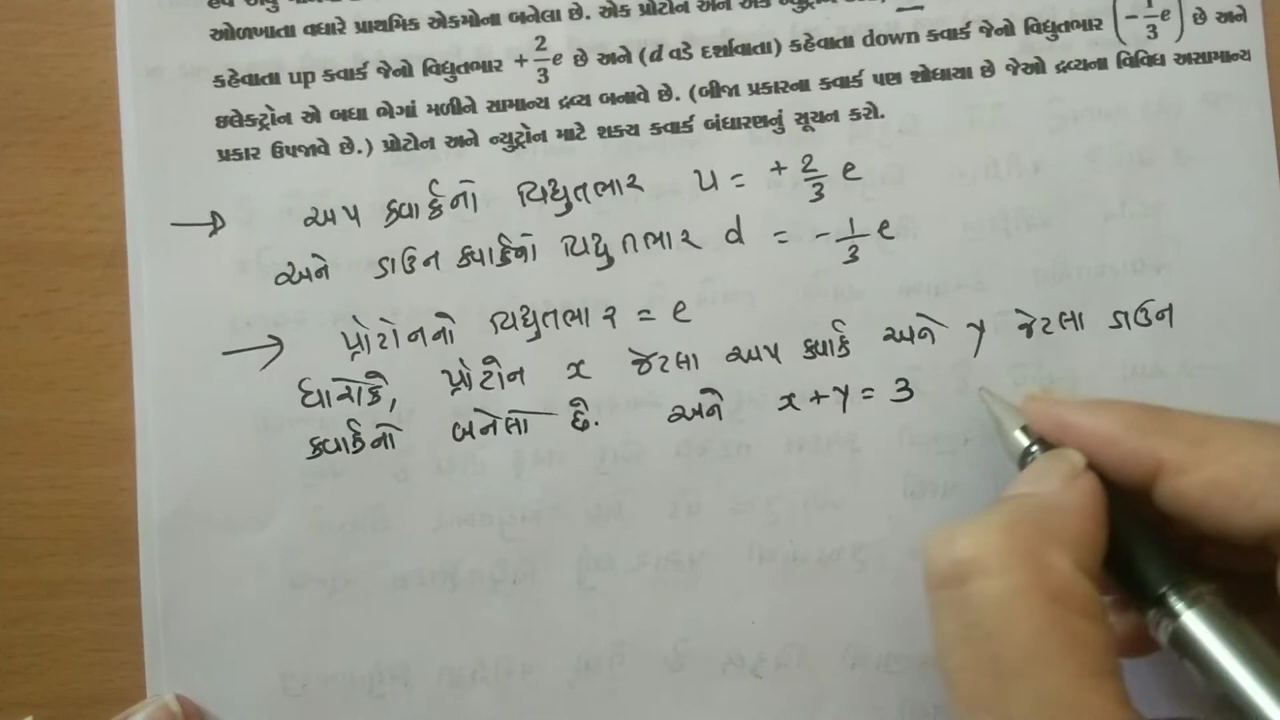 ઓળખાતા વધારે પ્રાથમિક એકમોના બનેલા છે. એક પ્રોટોન અને એક
કહેવાતા up ક્વાર્ક જેનો વિદ્યુતભાર +2/3 e છે અને (d વડે દર્શાવાતા) કહેવાતા down ક્વાર્ક જેનો વિદ્યુતભાર (-1/3 e) છે અને
ઇલેક્ટ્રોન એ બધા ભેગાં મળીને સામાન્ય દ્રવ્ય બનાવે છે. (બીજા પ્રકારના ક્વાર્ક પણ શોધાયા છે જેઓ દ્રવ્યના વિવિધ અસામાન્ય
પ્રકાર ઉપજાવે છે.) પ્રોટોન અને ન્યુટ્રોન માટે શક્ય ક્વાર્ક બંધારણનું સૂચન કરો.
→ અપ ક્વાર્કનો વિદ્યુતભાર u = +2/3 e
અને ડાઉન ક્વાર્કનો વિદ્યુતભાર d = -1/3 e
→ પ્રોટોનનો વિદ્યુતભાર = e
ધારોકે, પ્રોટોન x જેટલા અપ ક્વાર્ક અને y જેટલા ડાઉન
ક્વાર્કનો બનેલો છે. અને x+y = 3